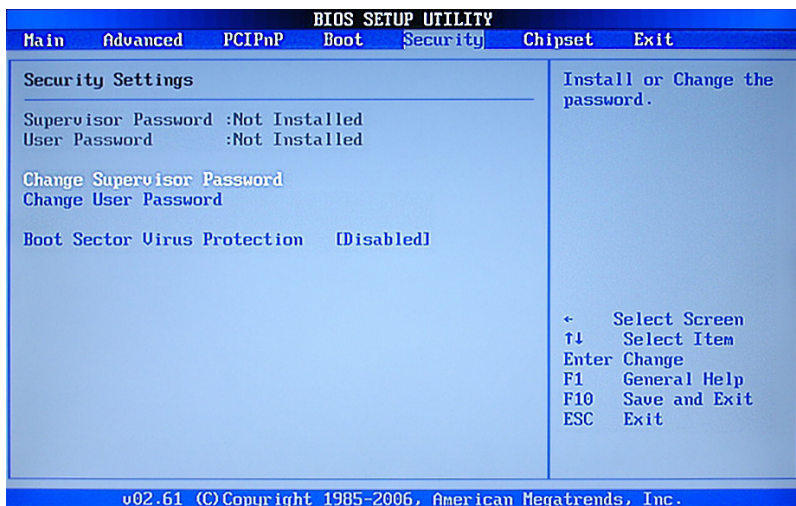 BIOS SETUP UTILITY
Main Advanced PCIPnP Boot Security Chipset Exit
Security Settings
Supervisor Password :Not Installed
User Password :Not Installed
Change Supervisor Password
Change User Password
Boot Sector Virus Protection [Disabled]
Install or Change the
password.
← Select Screen
↑↓ Select Item
Enter Change
F1 General Help
F10 Save and Exit
ESC Exit
v02.61 (C)Copyright 1985-2006, American Megatrends, Inc.